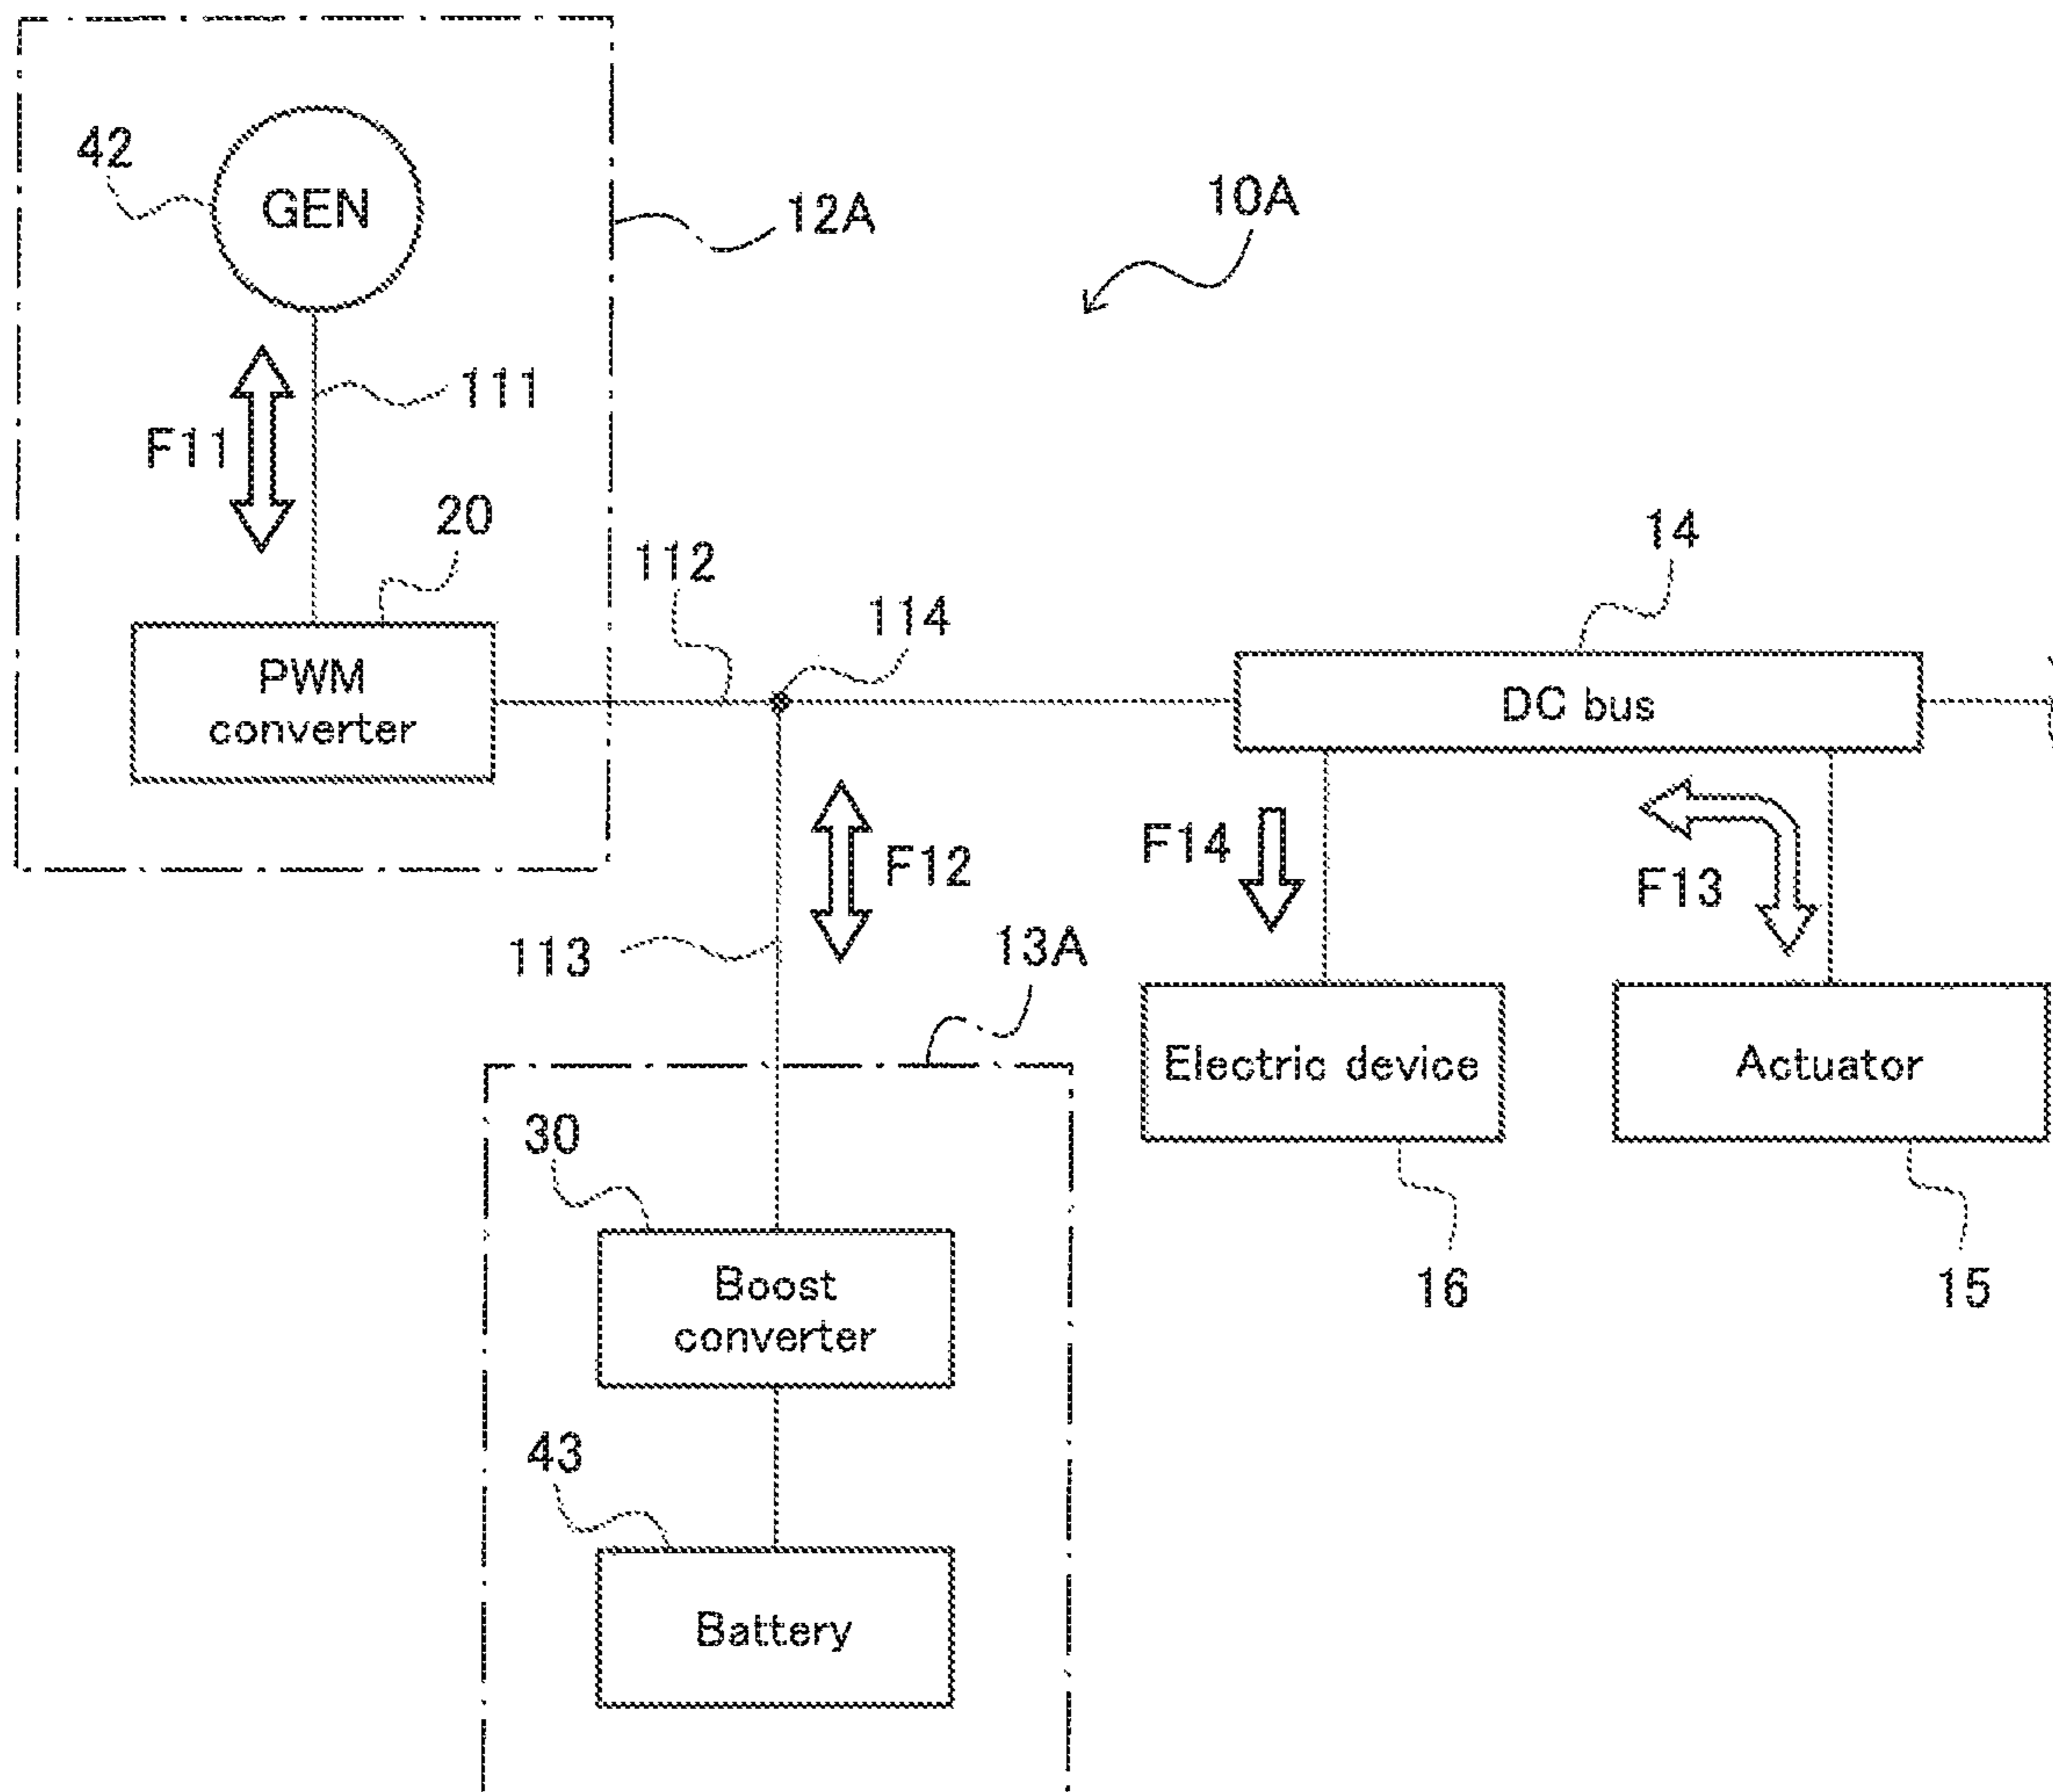 42
GEN
12A
10A
111
F11
20
112
114
14
PWM
converter
DC bus
F12
F14
F13
113
13A
Electric device
Actuator
30
16
15
Boost
converter
43
Battery